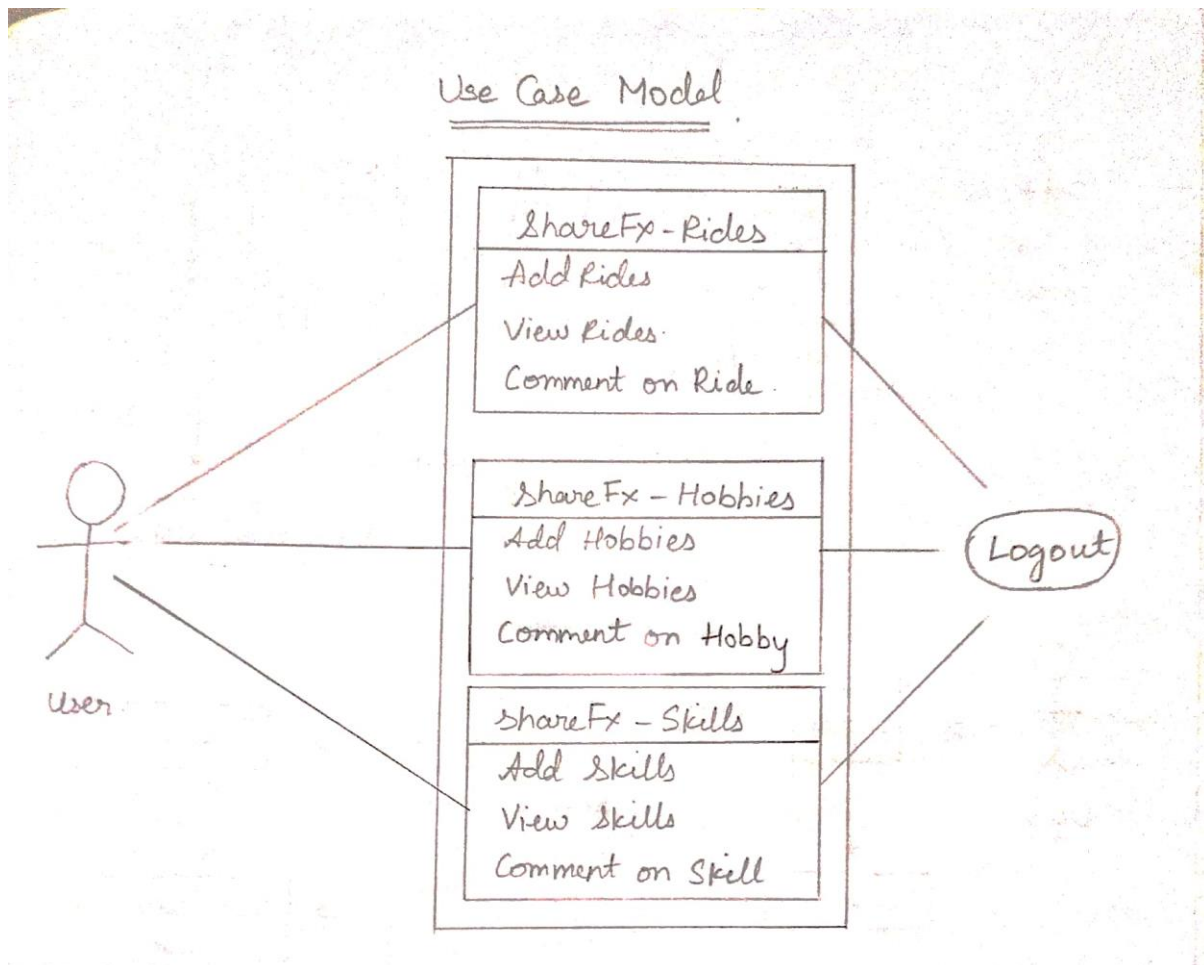 Use Case Model
ShareFx - Rides
Add Rides
View Rides.
Comment on Ride.
ShareFx - Hobbies
Add Hobbies
View Hobbies
Comment on Hobby
User
Logout
ShareFx - Skills
Add Skills
View Skills
Comment on Skill